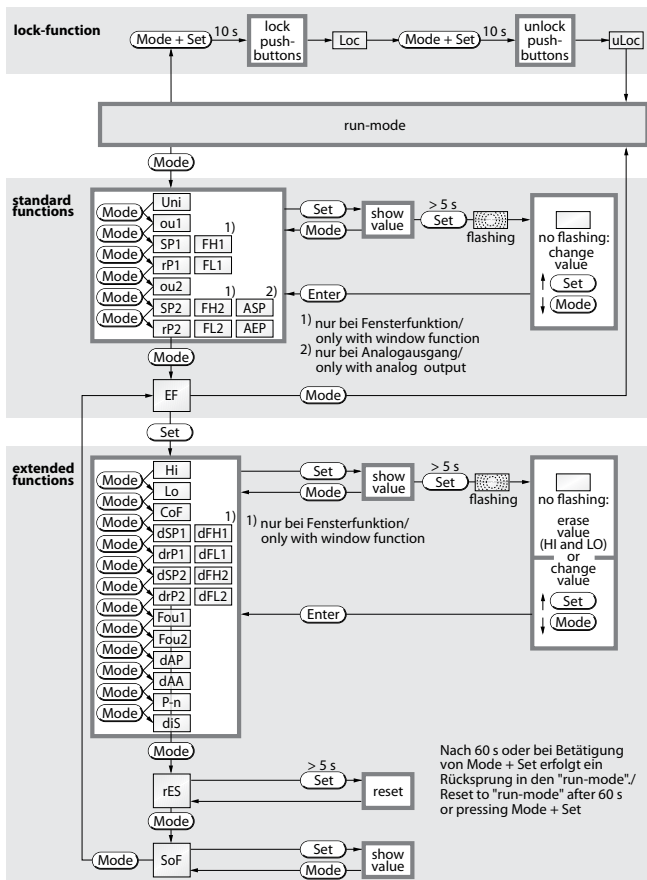 lock-function
Mode + Set
10 s
lock
push-
buttons
Loc
Mode + Set
10 s
unlock
push-
buttons
uLoc
run-mode
Mode
standard
functions
Mode
Mode
Mode
Mode
Mode
Mode
Uni
ou1
SP1
rP1
ou2
SP2
rP2
1)
FH1
FL1
1)
FH2
FL2
2)
ASP
AEP
Set
Mode
show
value
> 5 s
Set
flashing
no flashing:
change
value
Set
Mode
Enter
1) nur bei Fensterfunktion/
only with window function
2) nur bei Analogausgang/
only with analog output
Mode
EF
Mode
Set
extended
functions
Mode
Mode
Mode
Mode
Mode
Mode
Mode
Mode
Mode
Mode
Mode
Mode
Hi
Lo
CoF
dSP1
drP1
dSP2
drP2
Fou1
Fou2
dAP
dAA
P-n
diS
1)
dFH1
dFL1
dFH2
dFL2
Set
Mode
show
value
> 5 s
Set
flashing
no flashing:
erase
value
(HI and LO)
or
change
value
Set
Mode
1) nur bei Fensterfunktion/
only with window function
Enter
Mode
rES
> 5 s
Set
reset
Mode
Nach 60 s oder bei Betätigung
von Mode + Set erfolgt ein
Rücksprung in den "run-mode"./
Reset to "run-mode" after 60 s
or pressing Mode + Set
Mode
SoF
Set
Mode
show
value